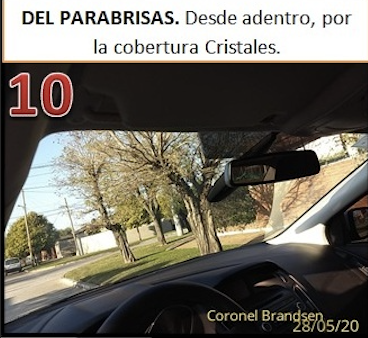 DEL PARABRISAS. Desde adentro, por
la cobertura Cristales.
10
Coronel Brandsen
28/05/20